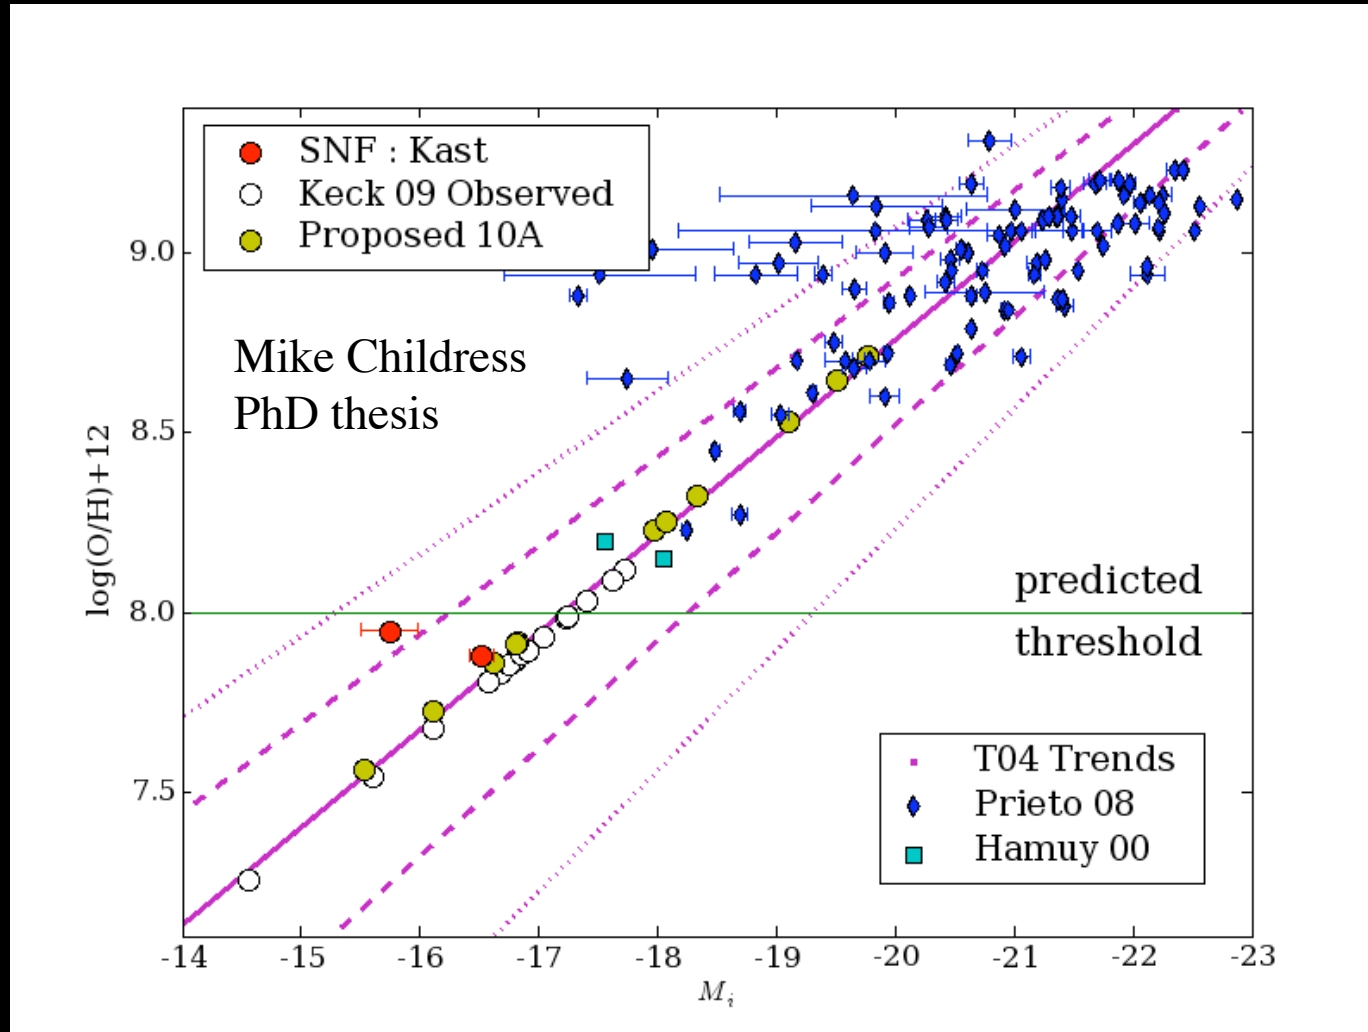 SNF : Kast
Keck 09 Observed
Proposed 10A
Mike Childress
PhD thesis
predicted
threshold
T04 Trends
Prieto 08
Hamuy 00
log(O/H)+12
9.0
8.5
8.0
7.5
-14 -15 -16 -17 -18 -19 -20 -21 -22 -23
M_i